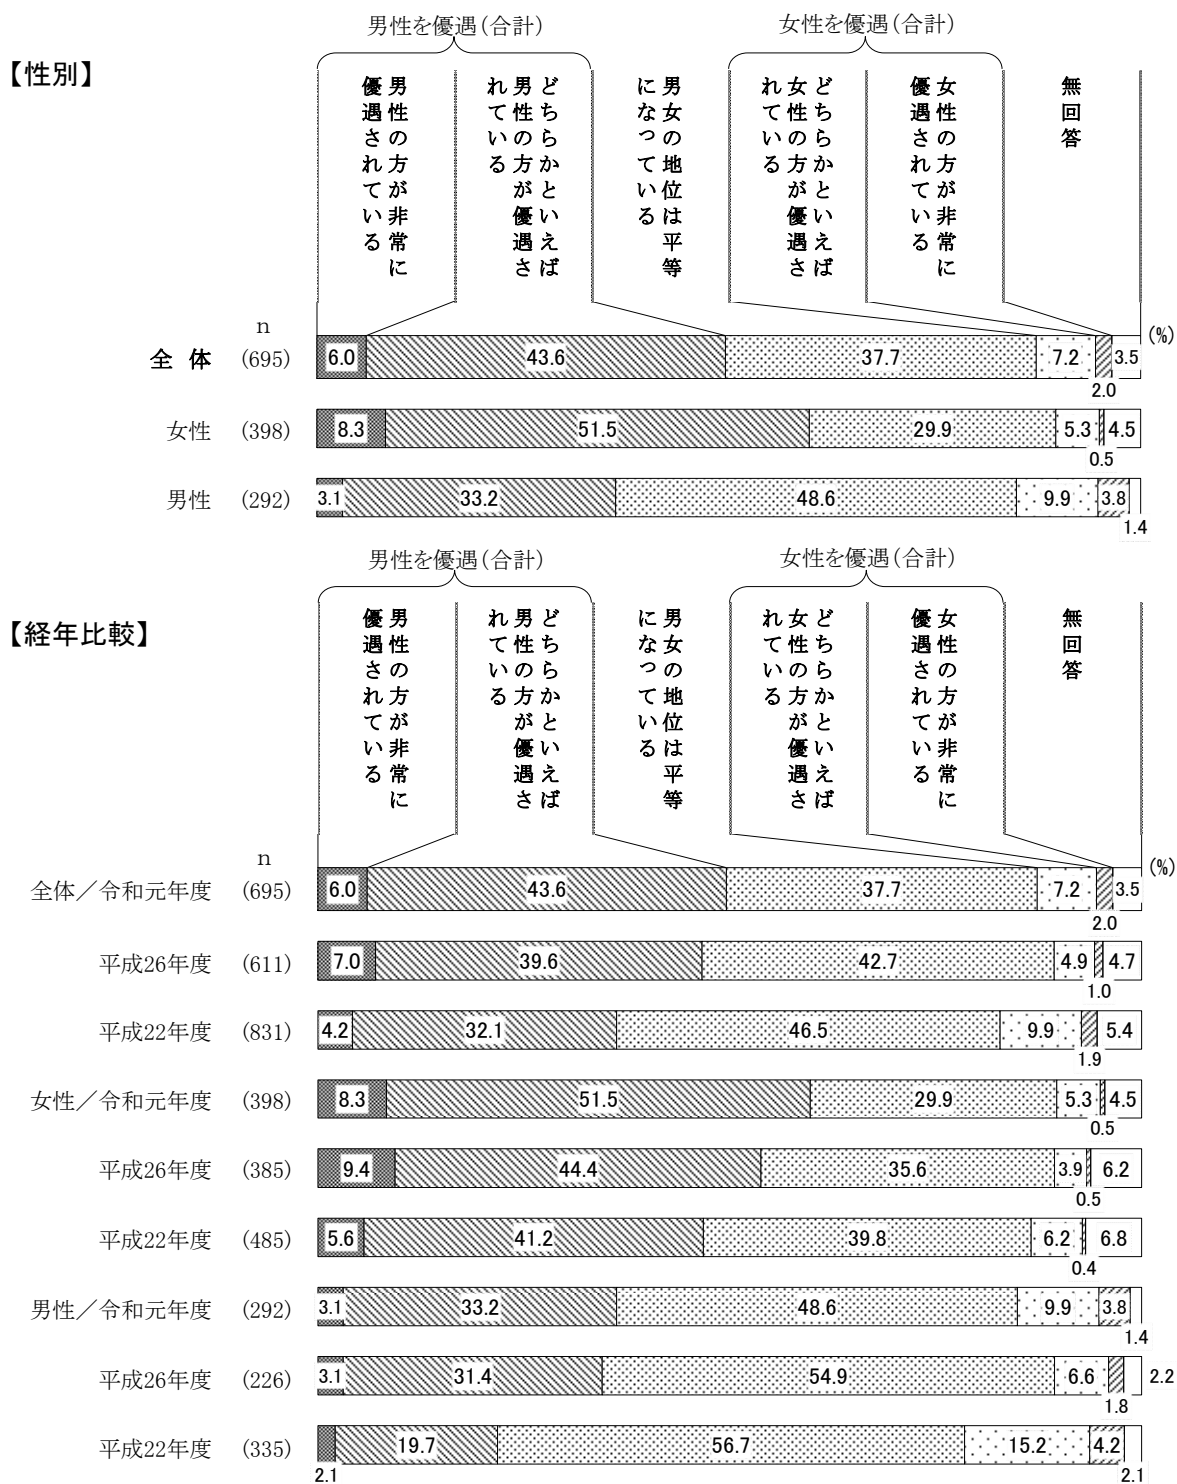 男性を優遇(合計)
女性を優遇(合計)
【性別】
男性の方が非常に
優遇されている
どちらかといえば
男性の方が優遇さ
れている
男女の地位は平等
になっている
どちらかといえば
女性の方が優遇さ
れている
女性の方が非常に
優遇されている
無回答
n
(%)
全 体 (695) 6.0 43.6 37.7 7.2 2.0 3.5
女性 (398) 8.3 51.5 29.9 5.3 0.5 4.5
男性 (292) 3.1 33.2 48.6 9.9 3.8 1.4
男性を優遇(合計)
女性を優遇(合計)
【経年比較】
男性の方が非常に
優遇されている
どちらかといえば
男性の方が優遇さ
れている
男女の地位は平等
になっている
どちらかといえば
女性の方が優遇さ
れている
女性の方が非常に
優遇されている
無回答
n
(%)
全体/令和元年度 (695) 6.0 43.6 37.7 7.2 2.0 3.5
平成26年度 (611) 7.0 39.6 42.7 4.9 1.0 4.7
平成22年度 (831) 4.2 32.1 46.5 9.9 1.9 5.4
女性/令和元年度 (398) 8.3 51.5 29.9 5.3 0.5 4.5
平成26年度 (385) 9.4 44.4 35.6 3.9 0.5 6.2
平成22年度 (485) 5.6 41.2 39.8 6.2 0.4 6.8
男性/令和元年度 (292) 3.1 33.2 48.6 9.9 3.8 1.4
平成26年度 (226) 3.1 31.4 54.9 6.6 1.8 2.2
平成22年度 (335) 2.1 19.7 56.7 15.2 4.2 2.1